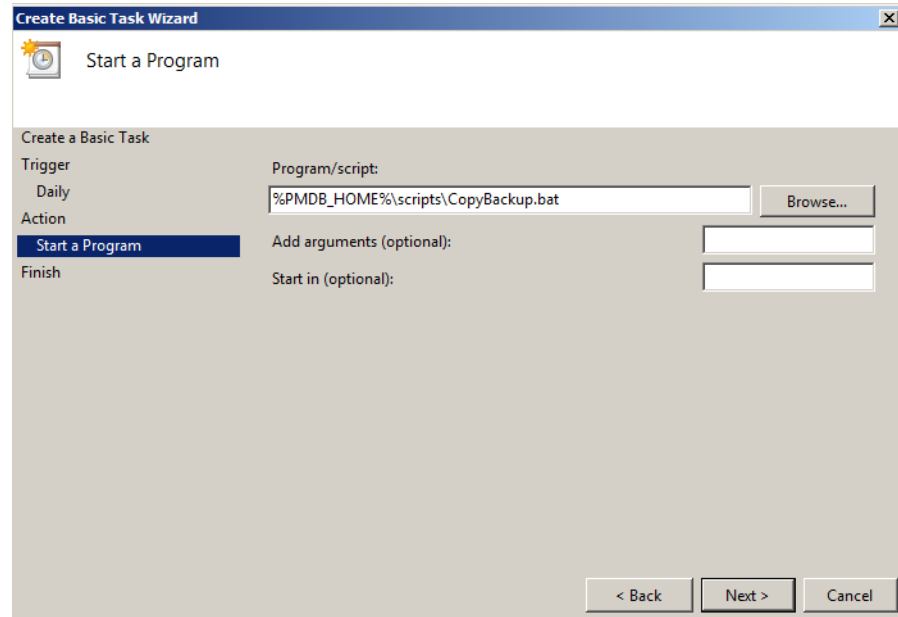 Create Basic Task Wizard
Start a Program
Create a Basic Task
Trigger
Daily
Action
Start a Program
Finish
Program/script:
%PMDB_HOME%\scripts\CopyBackup.bat
Browse...
Add arguments (optional):
Start in (optional):
< Back
Next >
Cancel